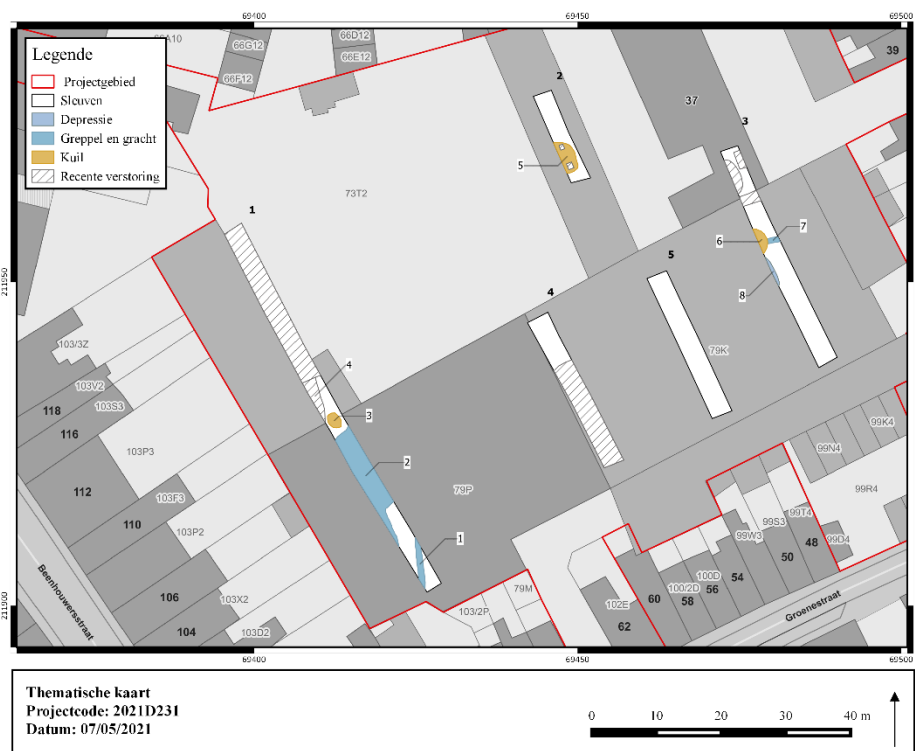 69400
69450
69500
Legende
Projectgebied
Sleuven
Depressie
Greppel en gracht
Kuil
Recente verstoring
66A10
66G12
66F12
66D12
66E12
39
37
2
3
5
73T2
1
7
6
5
8
4
211950
211950
79K
4
3
2
79P
1
103/3Z
103V2
103S3
118
116
103P3
112
103F3
110
103P2
106
103X2
104
103D2
Beenhouwersstraat
99K4
99N4
99R4
99T4
99S3
99W3
99D4
48
50
54
100D
56
100/2D
58
60
102E
62
79M
103/2P
Groenestraat
211900
211900
69400
69450
69500
Thematische kaart
Projectcode: 2021D231
Datum: 07/05/2021
0 10 20 30 40 m